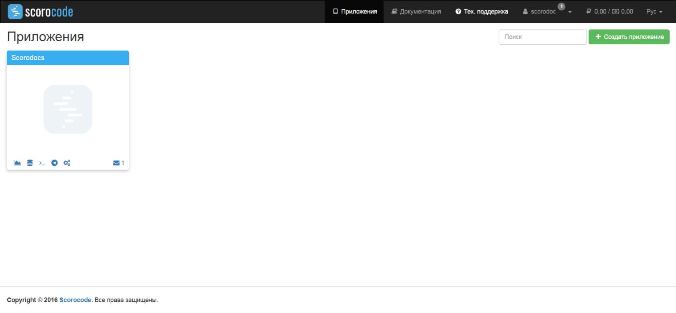 scorocode Приложения Документация Тех. поддержка scorodoc 1 0,00 / 0,00 Рус
Приложения Поиск Создать приложение
Scorodocs
1
Copyright © 2016 Scorocode. Все права защищены.